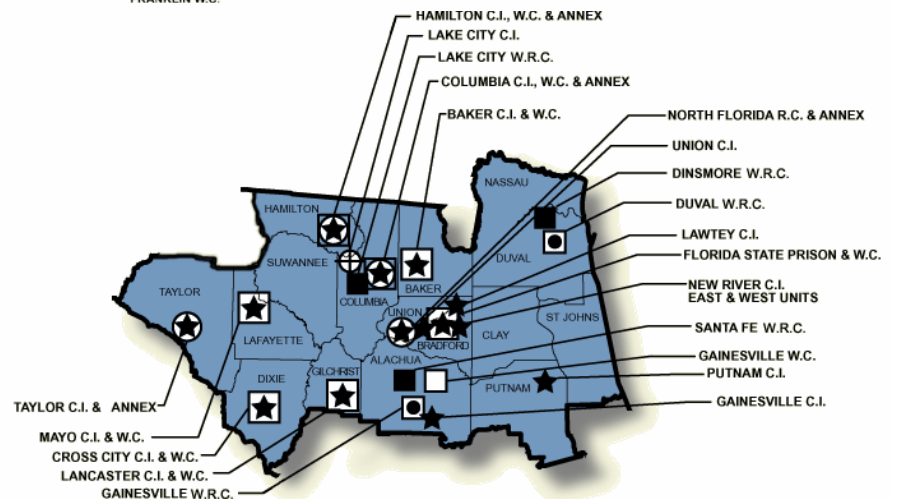 FRANKLIN W.C.
HAMILTON C.I., W.C. & ANNEX
LAKE CITY C.I.
LAKE CITY W.R.C.
COLUMBIA C.I., W.C. & ANNEX
BAKER C.I. & W.C.
NORTH FLORIDA R.C. & ANNEX
UNION C.I.
DINSMORE W.R.C.
DUVAL W.R.C.
LAWTEY C.I.
FLORIDA STATE PRISON & W.C.
NEW RIVER C.I.
EAST & WEST UNITS
SANTA FE W.R.C.
GAINESVILLE W.C.
PUTNAM C.I.
GAINESVILLE C.I.
NASSAU
HAMILTON
DUVAL
SUWANNEE
BAKER
TAYLOR
COLUMBIA
UNION
ST JOHNS
LAFAYETTE
BRADFORD
CLAY
ALACHUA
GILCHRIST
DIXIE
PUTNAM
TAYLOR C.I. & ANNEX
MAYO C.I. & W.C.
CROSS CITY C.I. & W.C.
LANCASTER C.I. & W.C.
GAINESVILLE W.R.C.